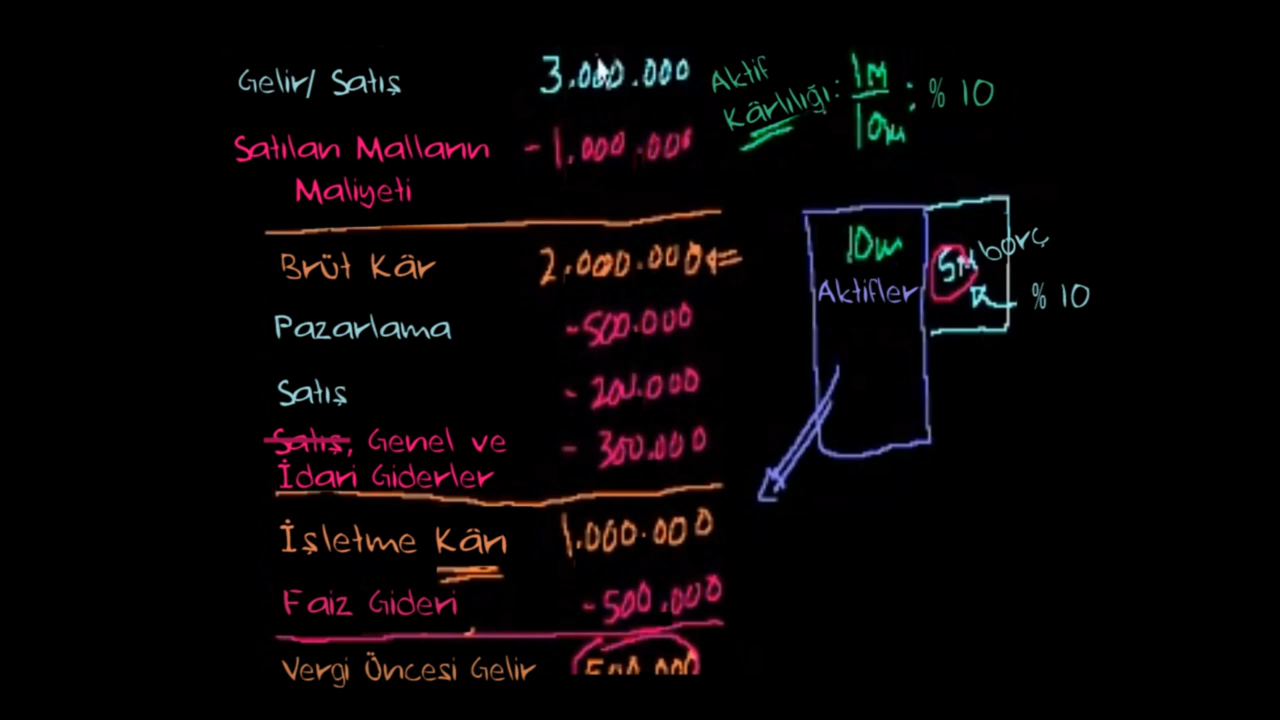 Gelir/ Satış 3.000.000
Satılan Malların - 1.000.000
Maliyeti
Brüt Kâr 2.000.000
Pazarlama -500.000
Satış - 200.000
Satış, Genel ve - 300.000
İdari Giderler
İşletme Kârı 1.000.000
Faiz Gideri -500.000
Vergi Öncesi Gelir 500.000
Aktif
Kârlılığı: 1M
10M : % 10
10M
Aktifler
5M borç
% 10